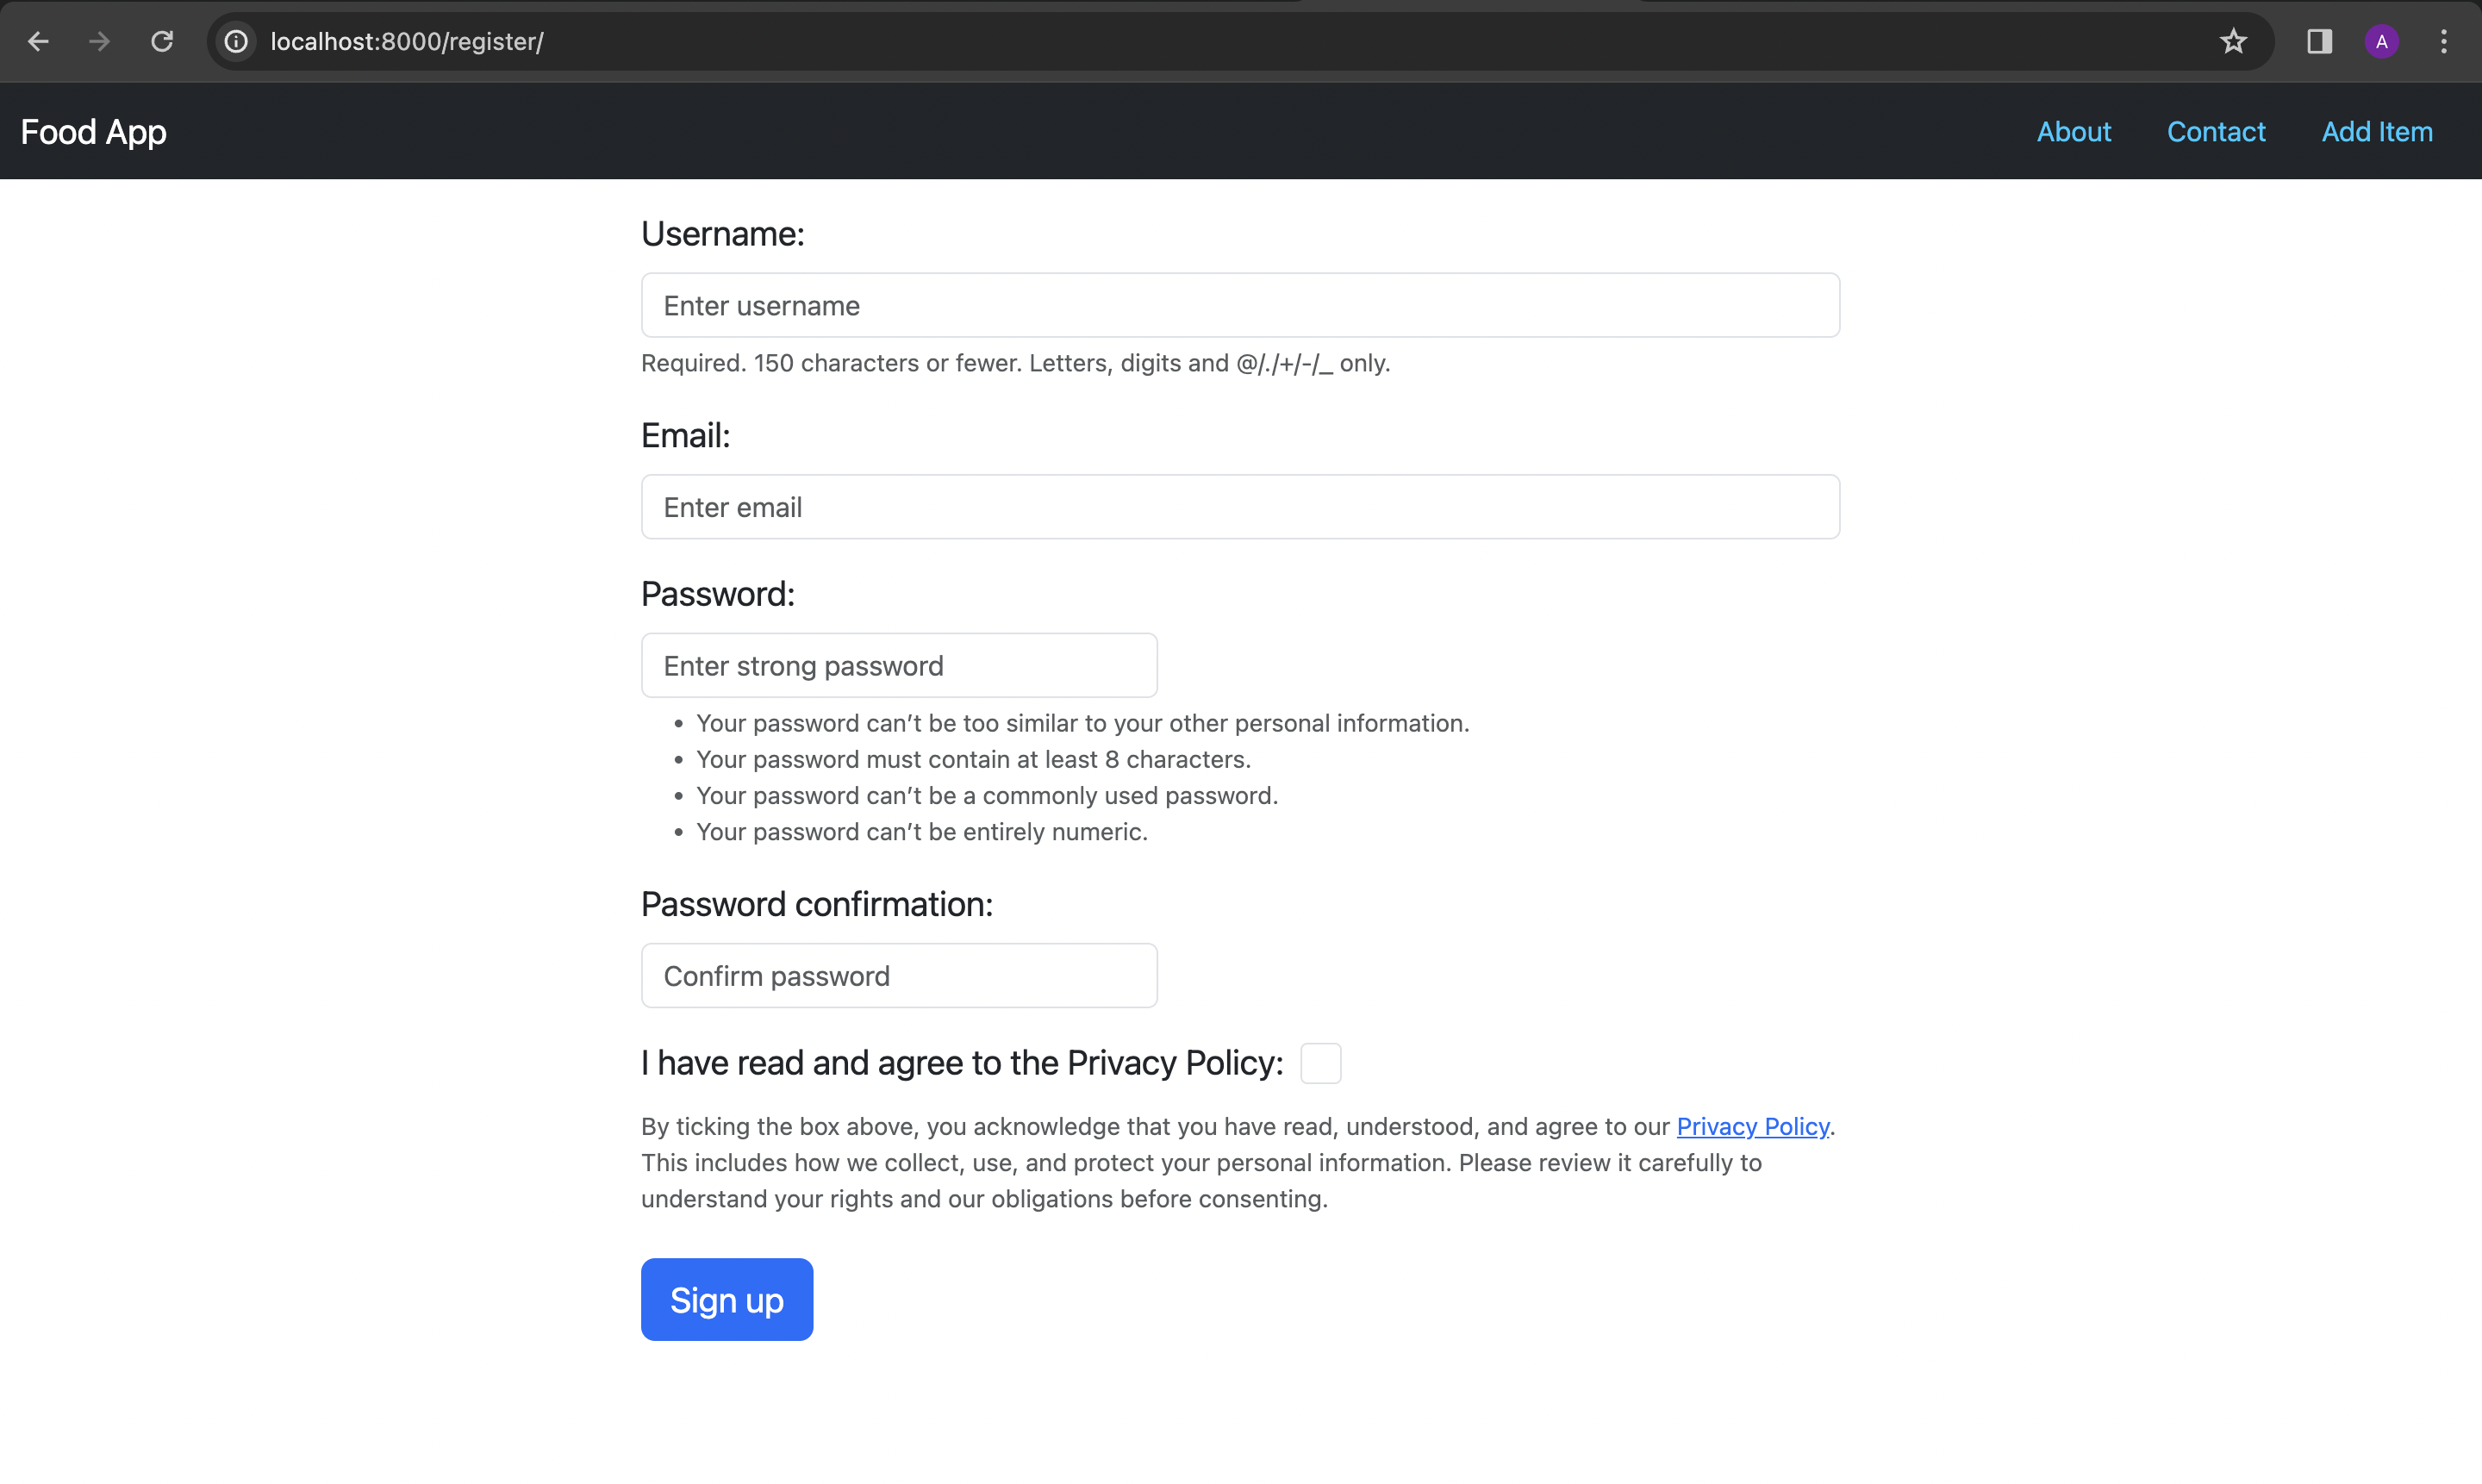 localhost:8000/register/
A
Food App
About Contact Add Item
Username:
Enter username
Required. 150 characters or fewer. Letters, digits and @/./+/-/_ only.
Email:
Enter email
Password:
Enter strong password
• Your password can’t be too similar to your other personal information.
• Your password must contain at least 8 characters.
• Your password can’t be a commonly used password.
• Your password can’t be entirely numeric.
Password confirmation:
Confirm password
I have read and agree to the Privacy Policy:
By ticking the box above, you acknowledge that you have read, understood, and agree to our Privacy Policy.
This includes how we collect, use, and protect your personal information. Please review it carefully to
understand your rights and our obligations before consenting.
Sign up